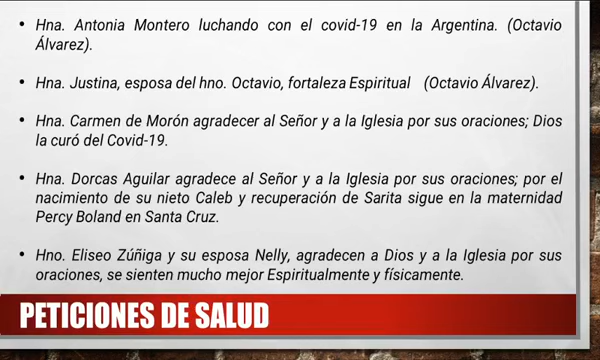 • Hna. Antonia Montero luchando con el covid-19 en la Argentina. (Octavio
Álvarez).
• Hna. Justina, esposa del hno. Octavio, fortaleza Espiritual (Octavio Álvarez).
• Hna. Carmen de Morón agradecer al Señor y a la Iglesia por sus oraciones; Dios
la curó del Covid-19.
• Hna. Dorcas Aguilar agradece al Señor y a la Iglesia por sus oraciones; por el
nacimiento de su nieto Caleb y recuperación de Sarita sigue en la maternidad
Percy Boland en Santa Cruz.
• Hno. Eliseo Zúñiga y su esposa Nelly, agradecen a Dios y a la Iglesia por sus
oraciones, se sienten mucho mejor Espiritualmente y físicamente.
PETICIONES DE SALUD